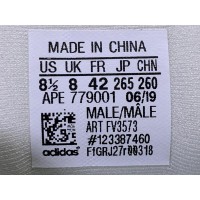 MADE IN CHINA
US UK FR JP CHN
8½ 8 42 265 260
APE 779001 06/19
MALE/MÂLE
ART FV3573
#123387460
adidas F1GRJ27r00318